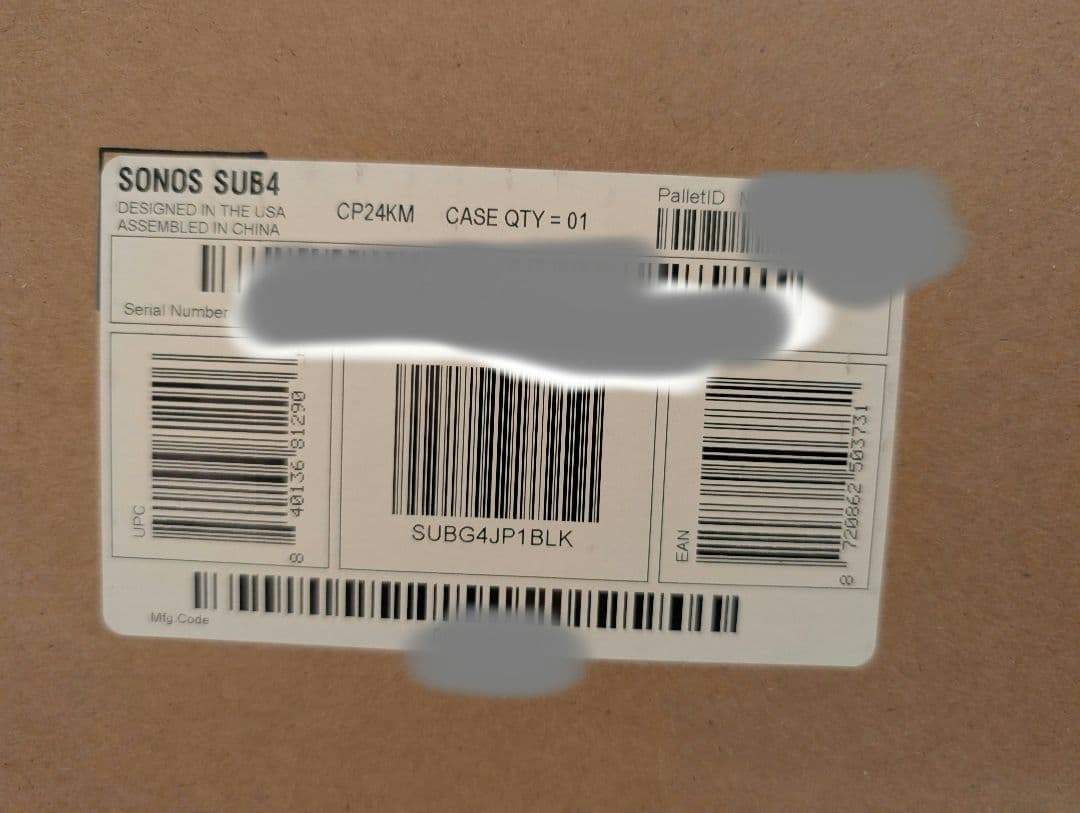 SONOS SUB4
DESIGNED IN THE USA
ASSEMBLED IN CHINA
CP24KM
CASE QTY = 01
PalletID
Serial Number
UPC
8 40136 81290
SUBG4JP1BLK
EAN
8 720862 503731
Mfg.Code